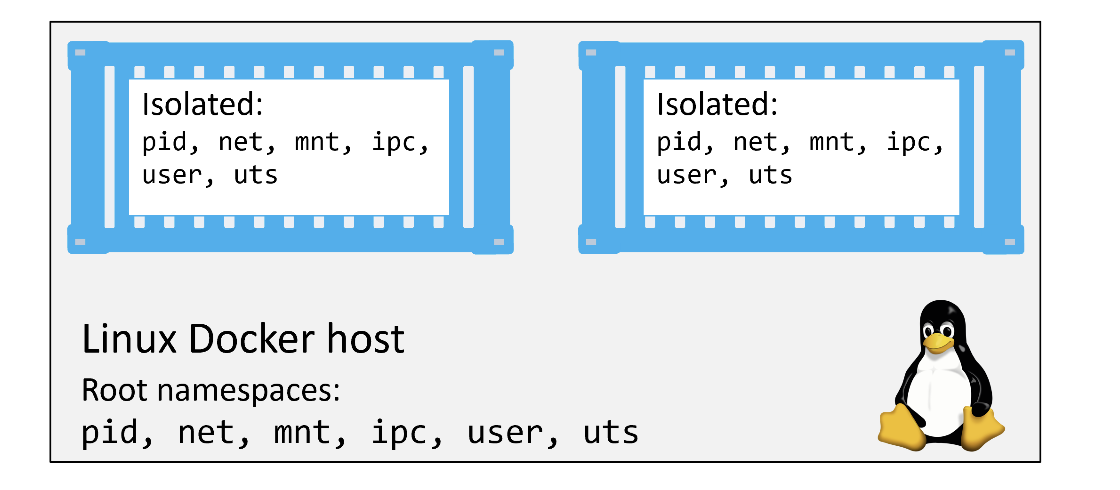 Isolated:
pid, net, mnt, ipc,
user, uts
Isolated:
pid, net, mnt, ipc,
user, uts
Linux Docker host
Root namespaces:
pid, net, mnt, ipc, user, uts